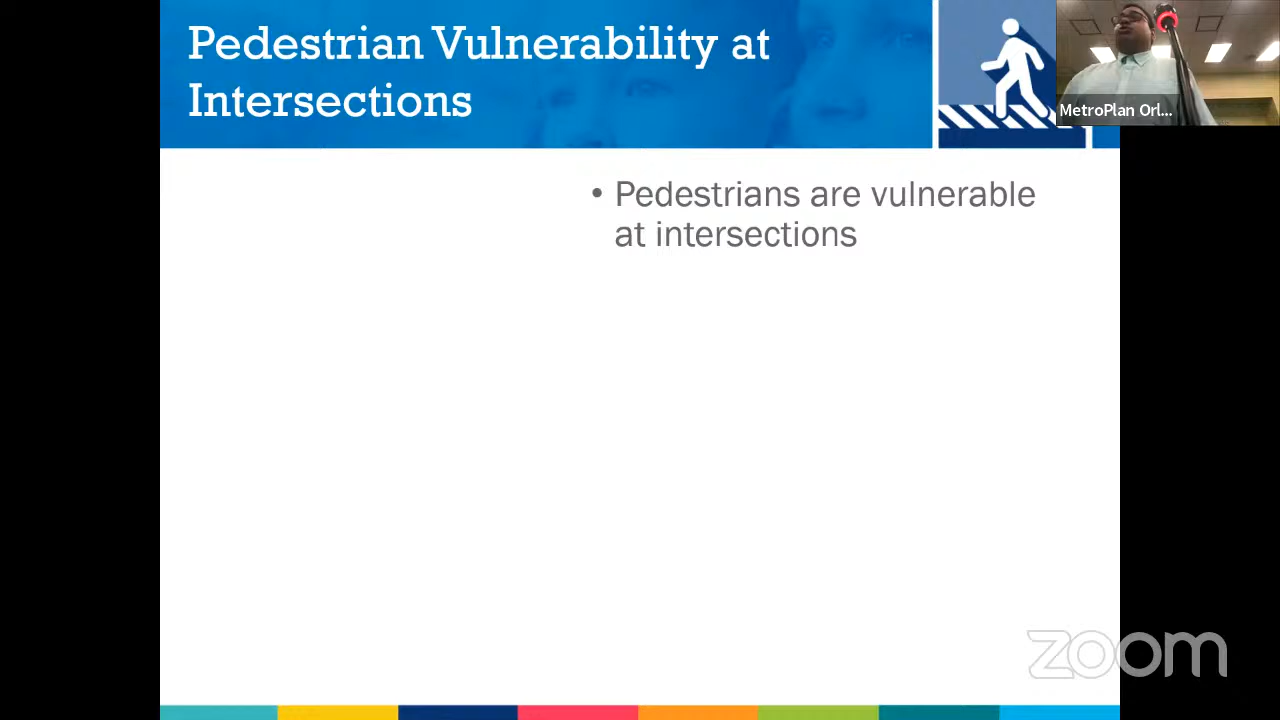 Pedestrian Vulnerability at
Intersections
MetroPlan Orl...
• Pedestrians are vulnerable
at intersections
zoom